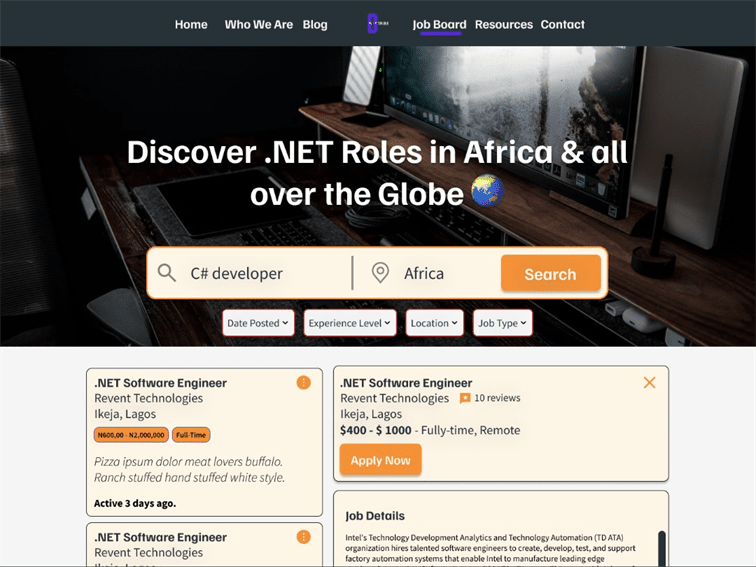 Home Who We Are Blog Job Board Resources Contact
Discover .NET Roles in Africa & all
over the Globe 🌏
C# developer Africa Search
Date Posted Experience Level Location Job Type
.NET Software Engineer
Revent Technologies
Ikeja, Lagos
N600,00 - N2,000,000 Full-Time
Pizza ipsum dolor meat lovers buffalo.
Ranch stuffed hand stuffed white style.
Active 3 days ago.
.NET Software Engineer
Revent Technologies
.NET Software Engineer
Revent Technologies 10 reviews
Ikeja, Lagos
$400 - $ 1000 - Fully-time, Remote
Apply Now
Job Details
Intel's Technology Development Analytics and Technology Automation (TD ATA)
organization hires talented software engineers to create, develop, test, and support
factory automation systems that enable Intel to manufacture leading edge